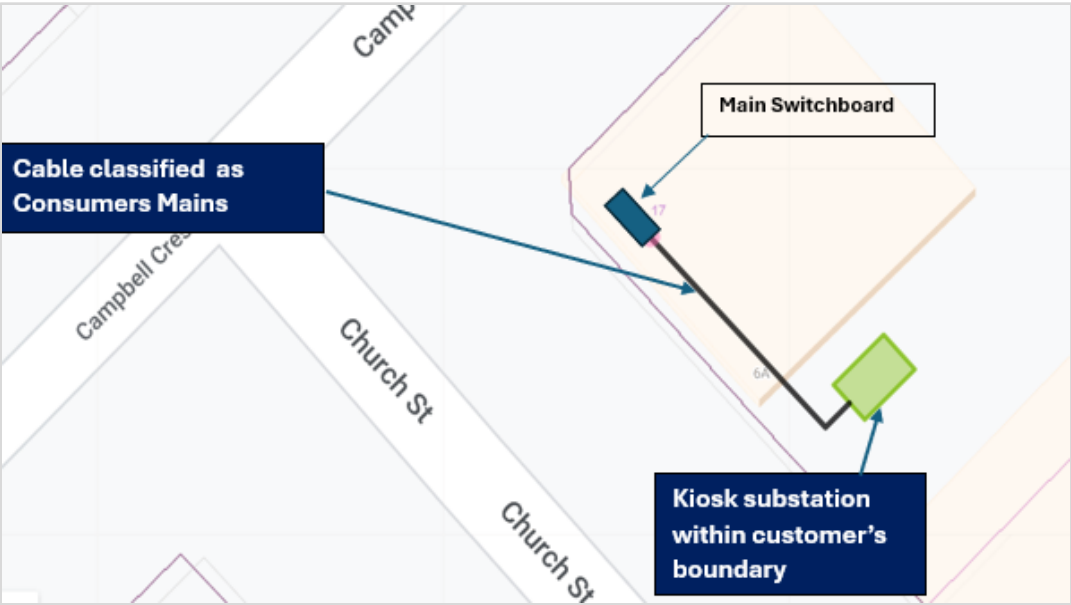 Camp
Main Switchboard
Cable classified as
Consumers Mains
17
Campbell Cres
Church St
6A
Kiosk substation
within customer's
boundary
Church St